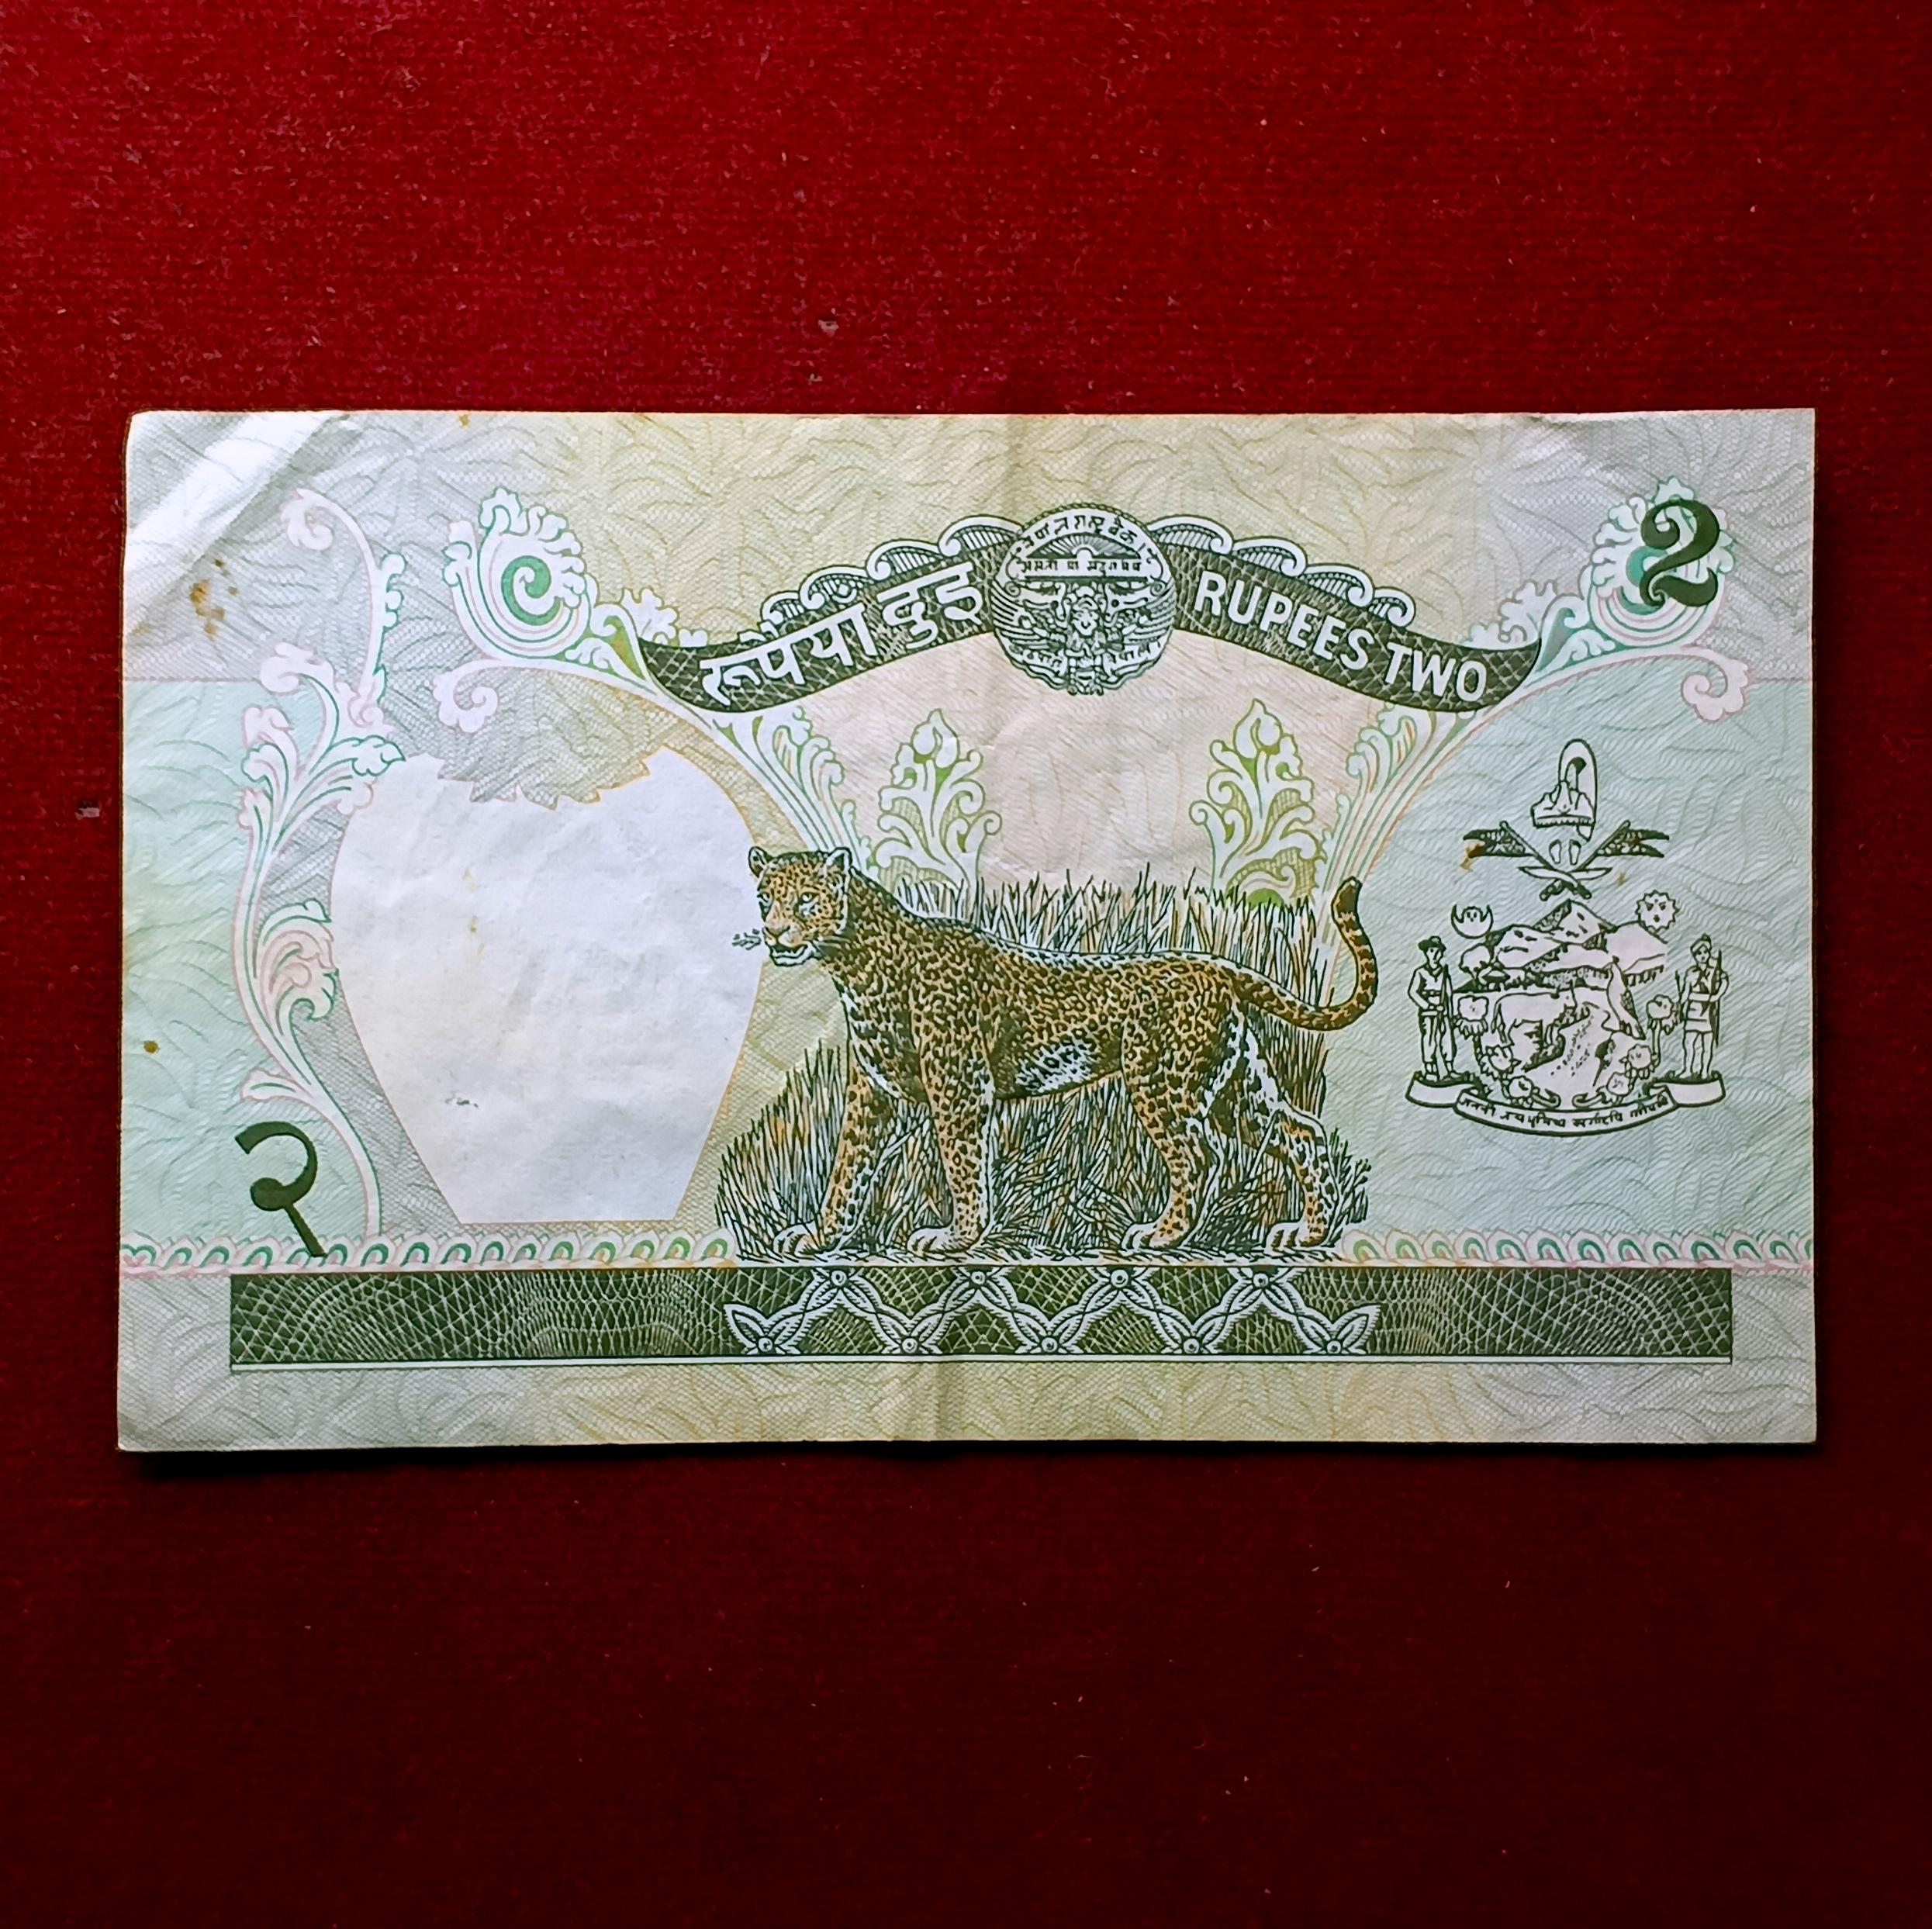 रूपैयाँ दुइ
नेपाल राष्ट्र बैंक
RUPEES TWO
2
२